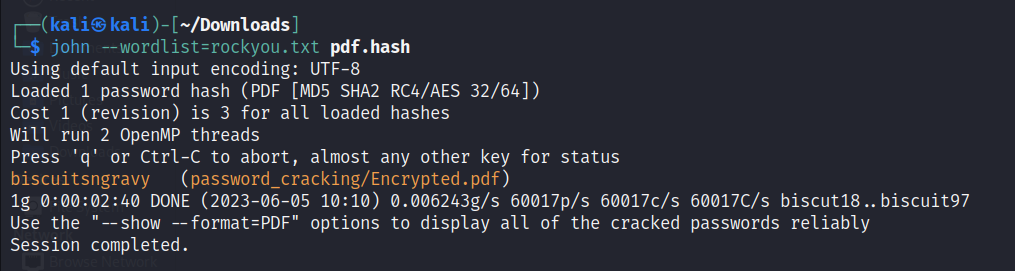 ┌──(kali㉿kali)-[~/Downloads]
└─$ john --wordlist=rockyou.txt pdf.hash
Using default input encoding: UTF-8
Loaded 1 password hash (PDF [MD5 SHA2 RC4/AES 32/64])
Cost 1 (revision) is 3 for all loaded hashes
Will run 2 OpenMP threads
Press 'q' or Ctrl-C to abort, almost any other key for status
biscuitsngravy   (password_cracking/Encrypted.pdf)
1g 0:00:02:40 DONE (2023-06-05 10:10) 0.006243g/s 60017p/s 60017c/s 60017C/s biscut18..biscuit97
Use the "--show --format=PDF" options to display all of the cracked passwords reliably
Session completed.
Browse Network